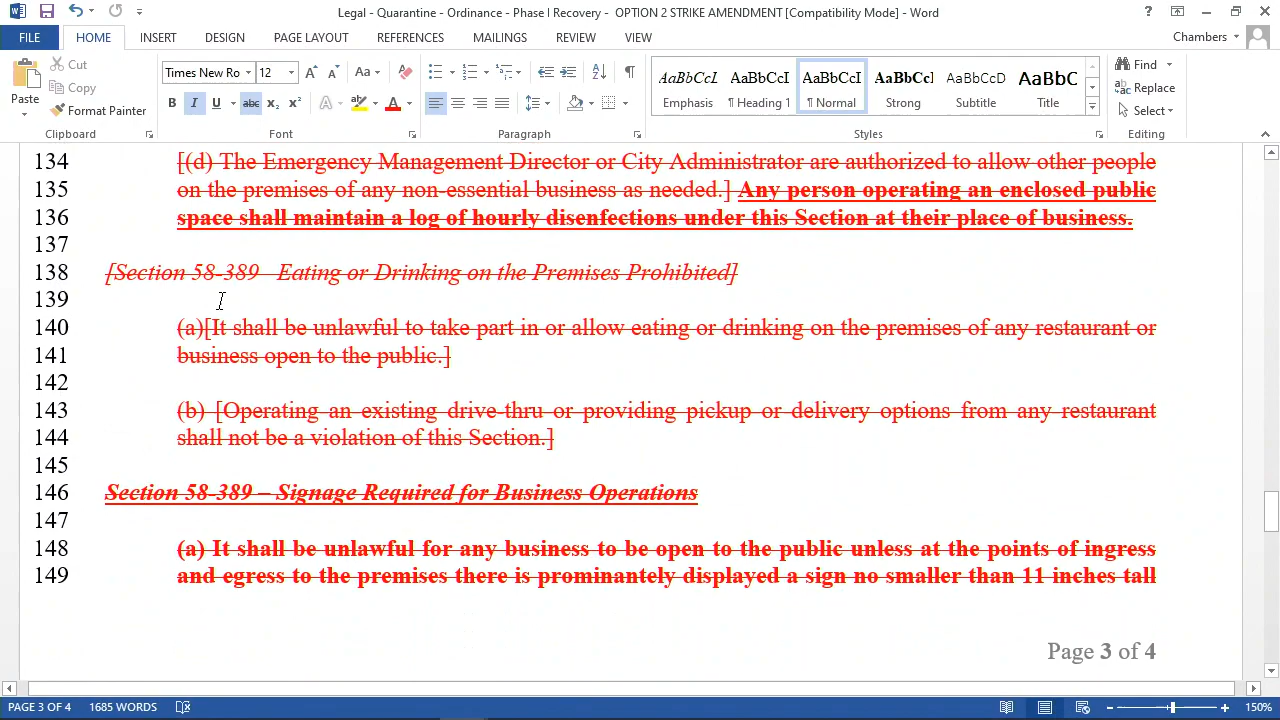 Legal - Quarantine - Ordinance - Phase I Recovery - OPTION 2 STRIKE AMENDMENT [Compatibility Mode] - Word
FILE HOME INSERT DESIGN PAGE LAYOUT REFERENCES MAILINGS REVIEW VIEW Chambers
Paste
Cut
Copy
Format Painter
Clipboard
Times New Ro 12
Font
Paragraph
AaBbCcI AaBbCcI AaBbCcI AaBbCcI AaBbCcD AaBbC
Emphasis ¶ Heading 1 ¶ Normal Strong Subtitle Title
Styles
Find
Replace
Select
Editing
134 [(d) The Emergency Management Director or City Administrator are authorized to allow other people
135 on the premises of any non-essential business as needed.] Any person operating an enclosed public
136 space shall maintain a log of hourly disenfections under this Section at their place of business.
137
138 [Section 58-389 - Eating or Drinking on the Premises Prohibited]
139
140 (a)[It shall be unlawful to take part in or allow eating or drinking on the premises of any restaurant or
141 business open to the public.]
142
143 (b) [Operating an existing drive-thru or providing pickup or delivery options from any restaurant
144 shall not be a violation of this Section.]
145
146 Section 58-389 – Signage Required for Business Operations
147
148 (a) It shall be unlawful for any business to be open to the public unless at the points of ingress
149 and egress to the premises there is prominantely displayed a sign no smaller than 11 inches tall
Page 3 of 4
PAGE 3 OF 4 1685 WORDS 150%